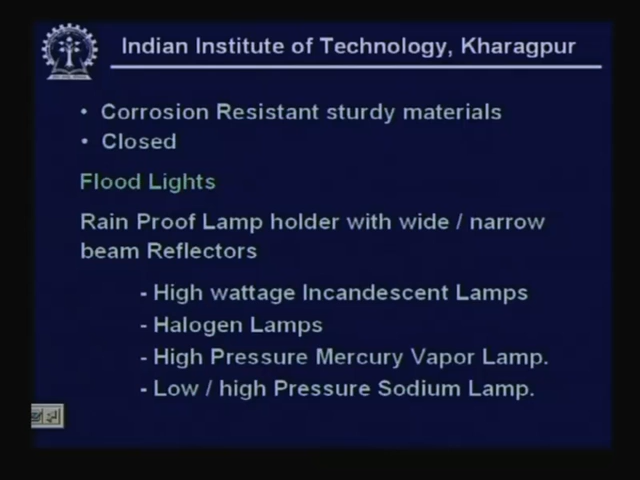 Indian Institute of Technology, Kharagpur
• Corrosion Resistant sturdy materials
• Closed
Flood Lights
Rain Proof Lamp holder with wide / narrow
beam Reflectors
- High wattage Incandescent Lamps
- Halogen Lamps
- High Pressure Mercury Vapor Lamp.
- Low / high Pressure Sodium Lamp.